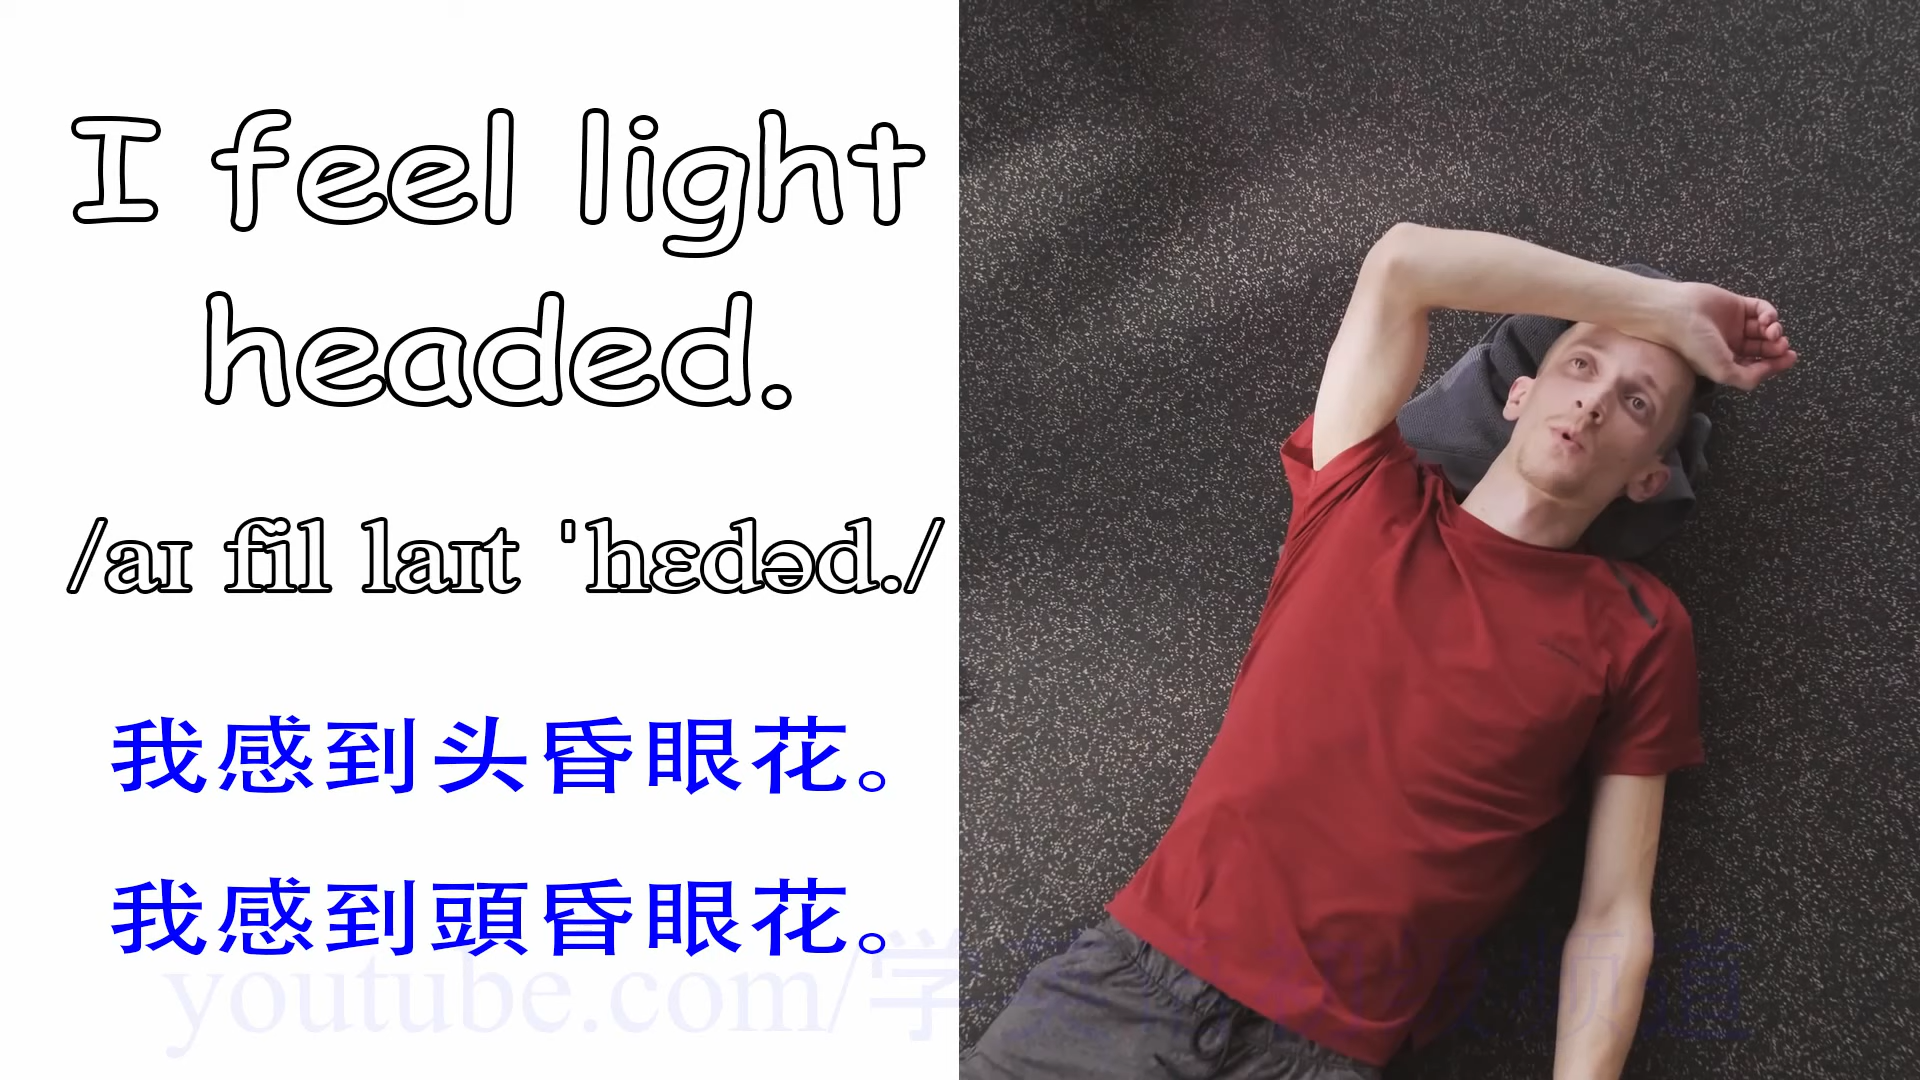 I feel light
headed.
/aɪ fil laɪt ˈhɛdəd./
我感到头昏眼花。
我感到頭昏眼花。
youtube.com/学